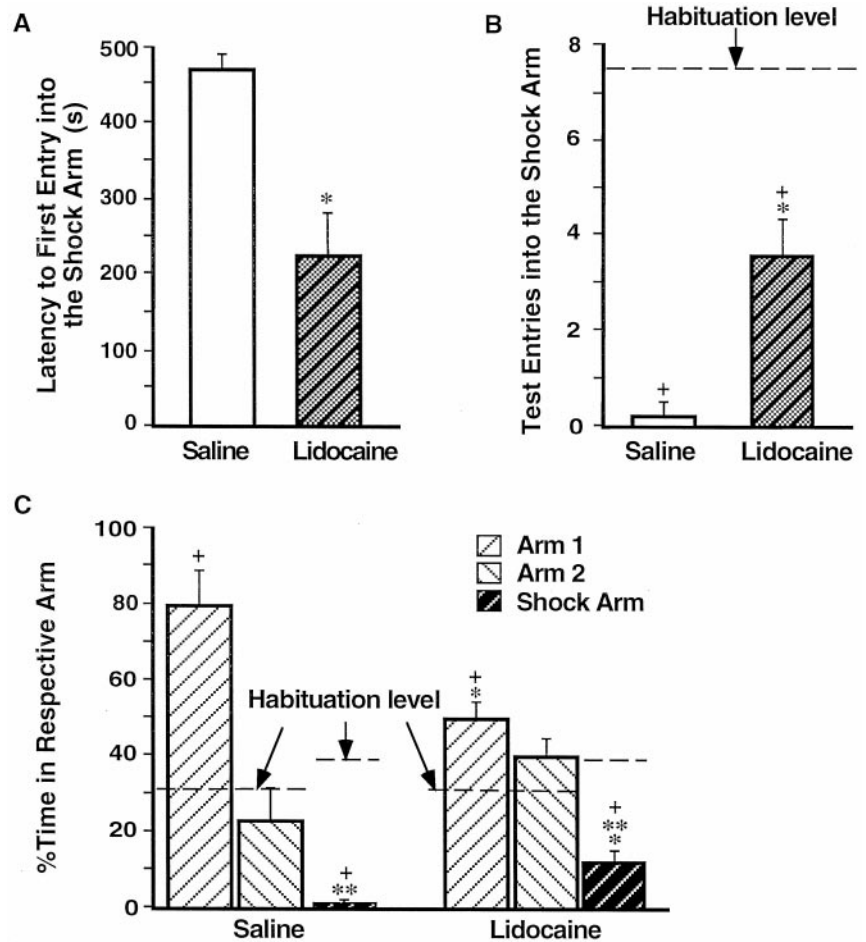 A
Latency to First Entry into
the Shock Arm (s)
500
400
300
200
100
0
*
Saline
Lidocaine
B
Habituation level
Test Entries into the Shock Arm
8
6
4
2
0
+
+
*
Saline
Lidocaine
C
%Time in Respective Arm
100
80
60
40
20
0
Arm 1
Arm 2
Shock Arm
Habituation level
+
+
**
+
*
+
**
*
Saline
Lidocaine